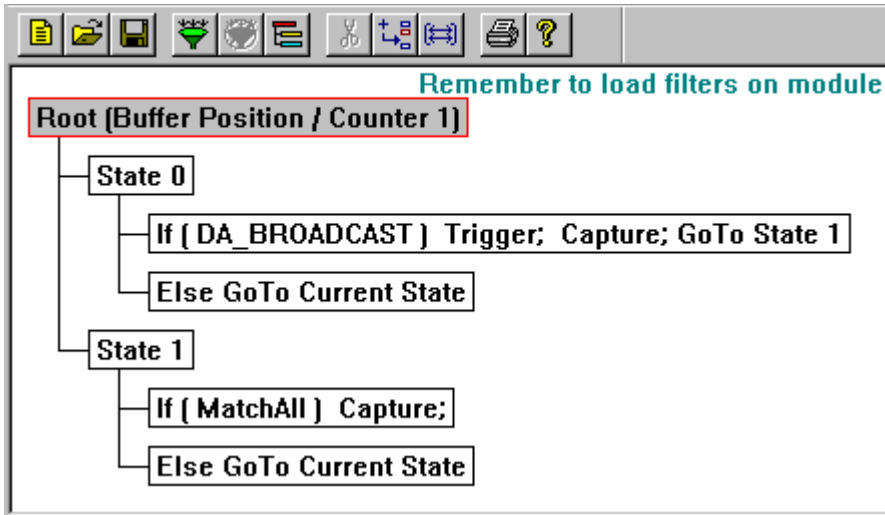 Remember to load filters on module
Root (Buffer Position / Counter 1)
State 0
If ( DA_BROADCAST ) Trigger; Capture; GoTo State 1
Else GoTo Current State
State 1
If ( MatchAll ) Capture;
Else GoTo Current State